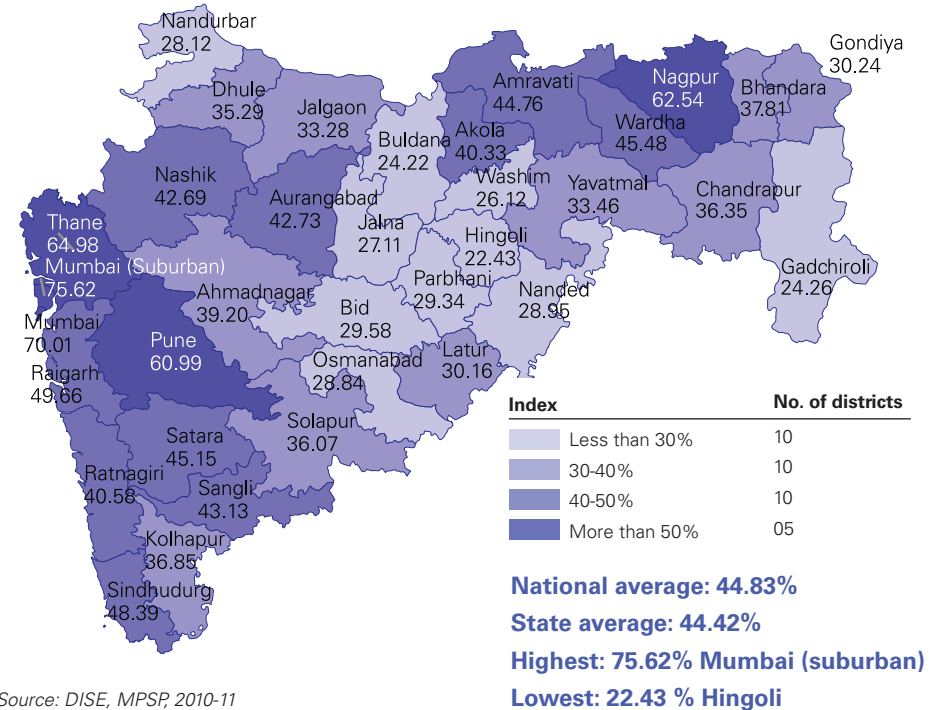 Nandurbar
28.12
Gondiya
30.24
Dhule
35.29
Jalgaon
33.28
Amravati
44.76
Nagpur
62.54
Bhandara
37.81
Buldana
24.22
Akola
40.33
Wardha
45.48
Nashik
42.69
Aurangabad
42.73
Washim
26.12
Yavatmal
33.46
Chandrapur
36.35
Thane
64.98
Jalna
27.11
Hingoli
22.43
Mumbai (Suburban)
75.62
Parbhani
29.34
Gadchiroli
24.26
Ahmadnagar
39.20
Bid
29.58
Nanded
28.95
Mumbai
70.01
Pune
60.99
Osmanabad
28.84
Latur
30.16
Raigarh
49.66
Solapur
36.07
Satara
45.15
Ratnagiri
40.58
Sangli
43.13
Kolhapur
36.85
Sindhudurg
48.39
Index No. of districts
Less than 30% 10
30-40% 10
40-50% 10
More than 50% 05
National average: 44.83%
State average: 44.42%
Highest: 75.62% Mumbai (suburban)
Lowest: 22.43 % Hingoli
Source: DISE, MPSP, 2010-11